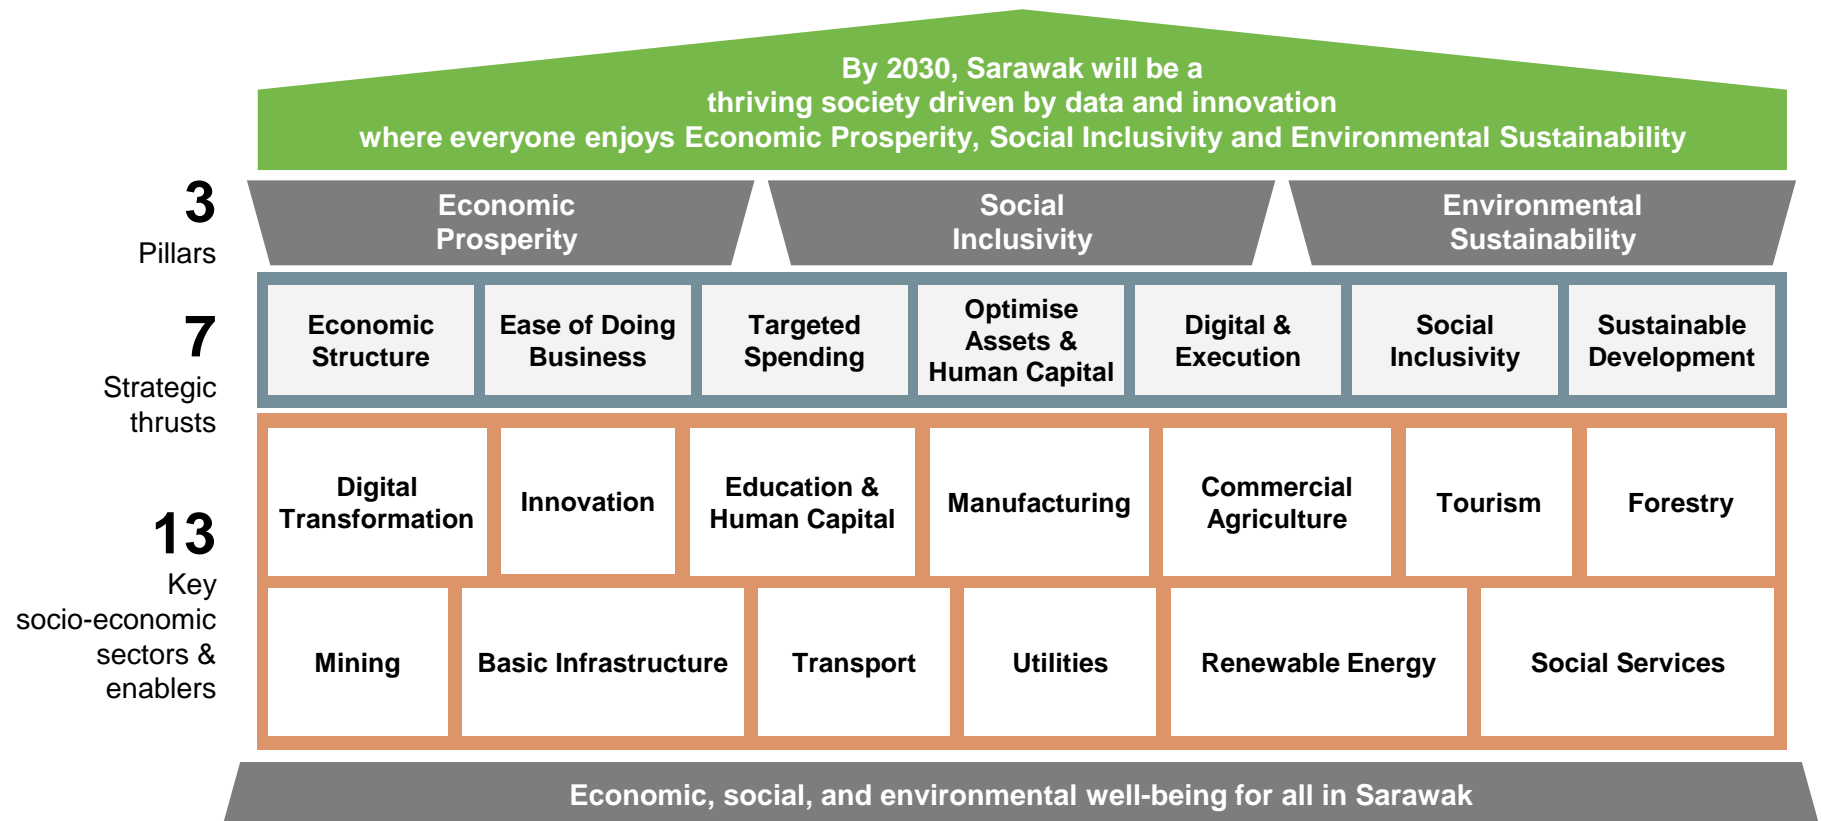 By 2030, Sarawak will be a
thriving society driven by data and innovation
where everyone enjoys Economic Prosperity, Social Inclusivity and Environmental Sustainability
3
Pillars
Economic
Prosperity
Social
Inclusivity
Environmental
Sustainability
7
Strategic
thrusts
Economic
Structure
Ease of Doing
Business
Targeted
Spending
Optimise
Assets &
Human Capital
Digital &
Execution
Social
Inclusivity
Sustainable
Development
13
Key
socio-economic
sectors &
enablers
Digital
Transformation
Innovation
Education &
Human Capital
Manufacturing
Commercial
Agriculture
Tourism
Forestry
Mining
Basic Infrastructure
Transport
Utilities
Renewable Energy
Social Services
Economic, social, and environmental well-being for all in Sarawak